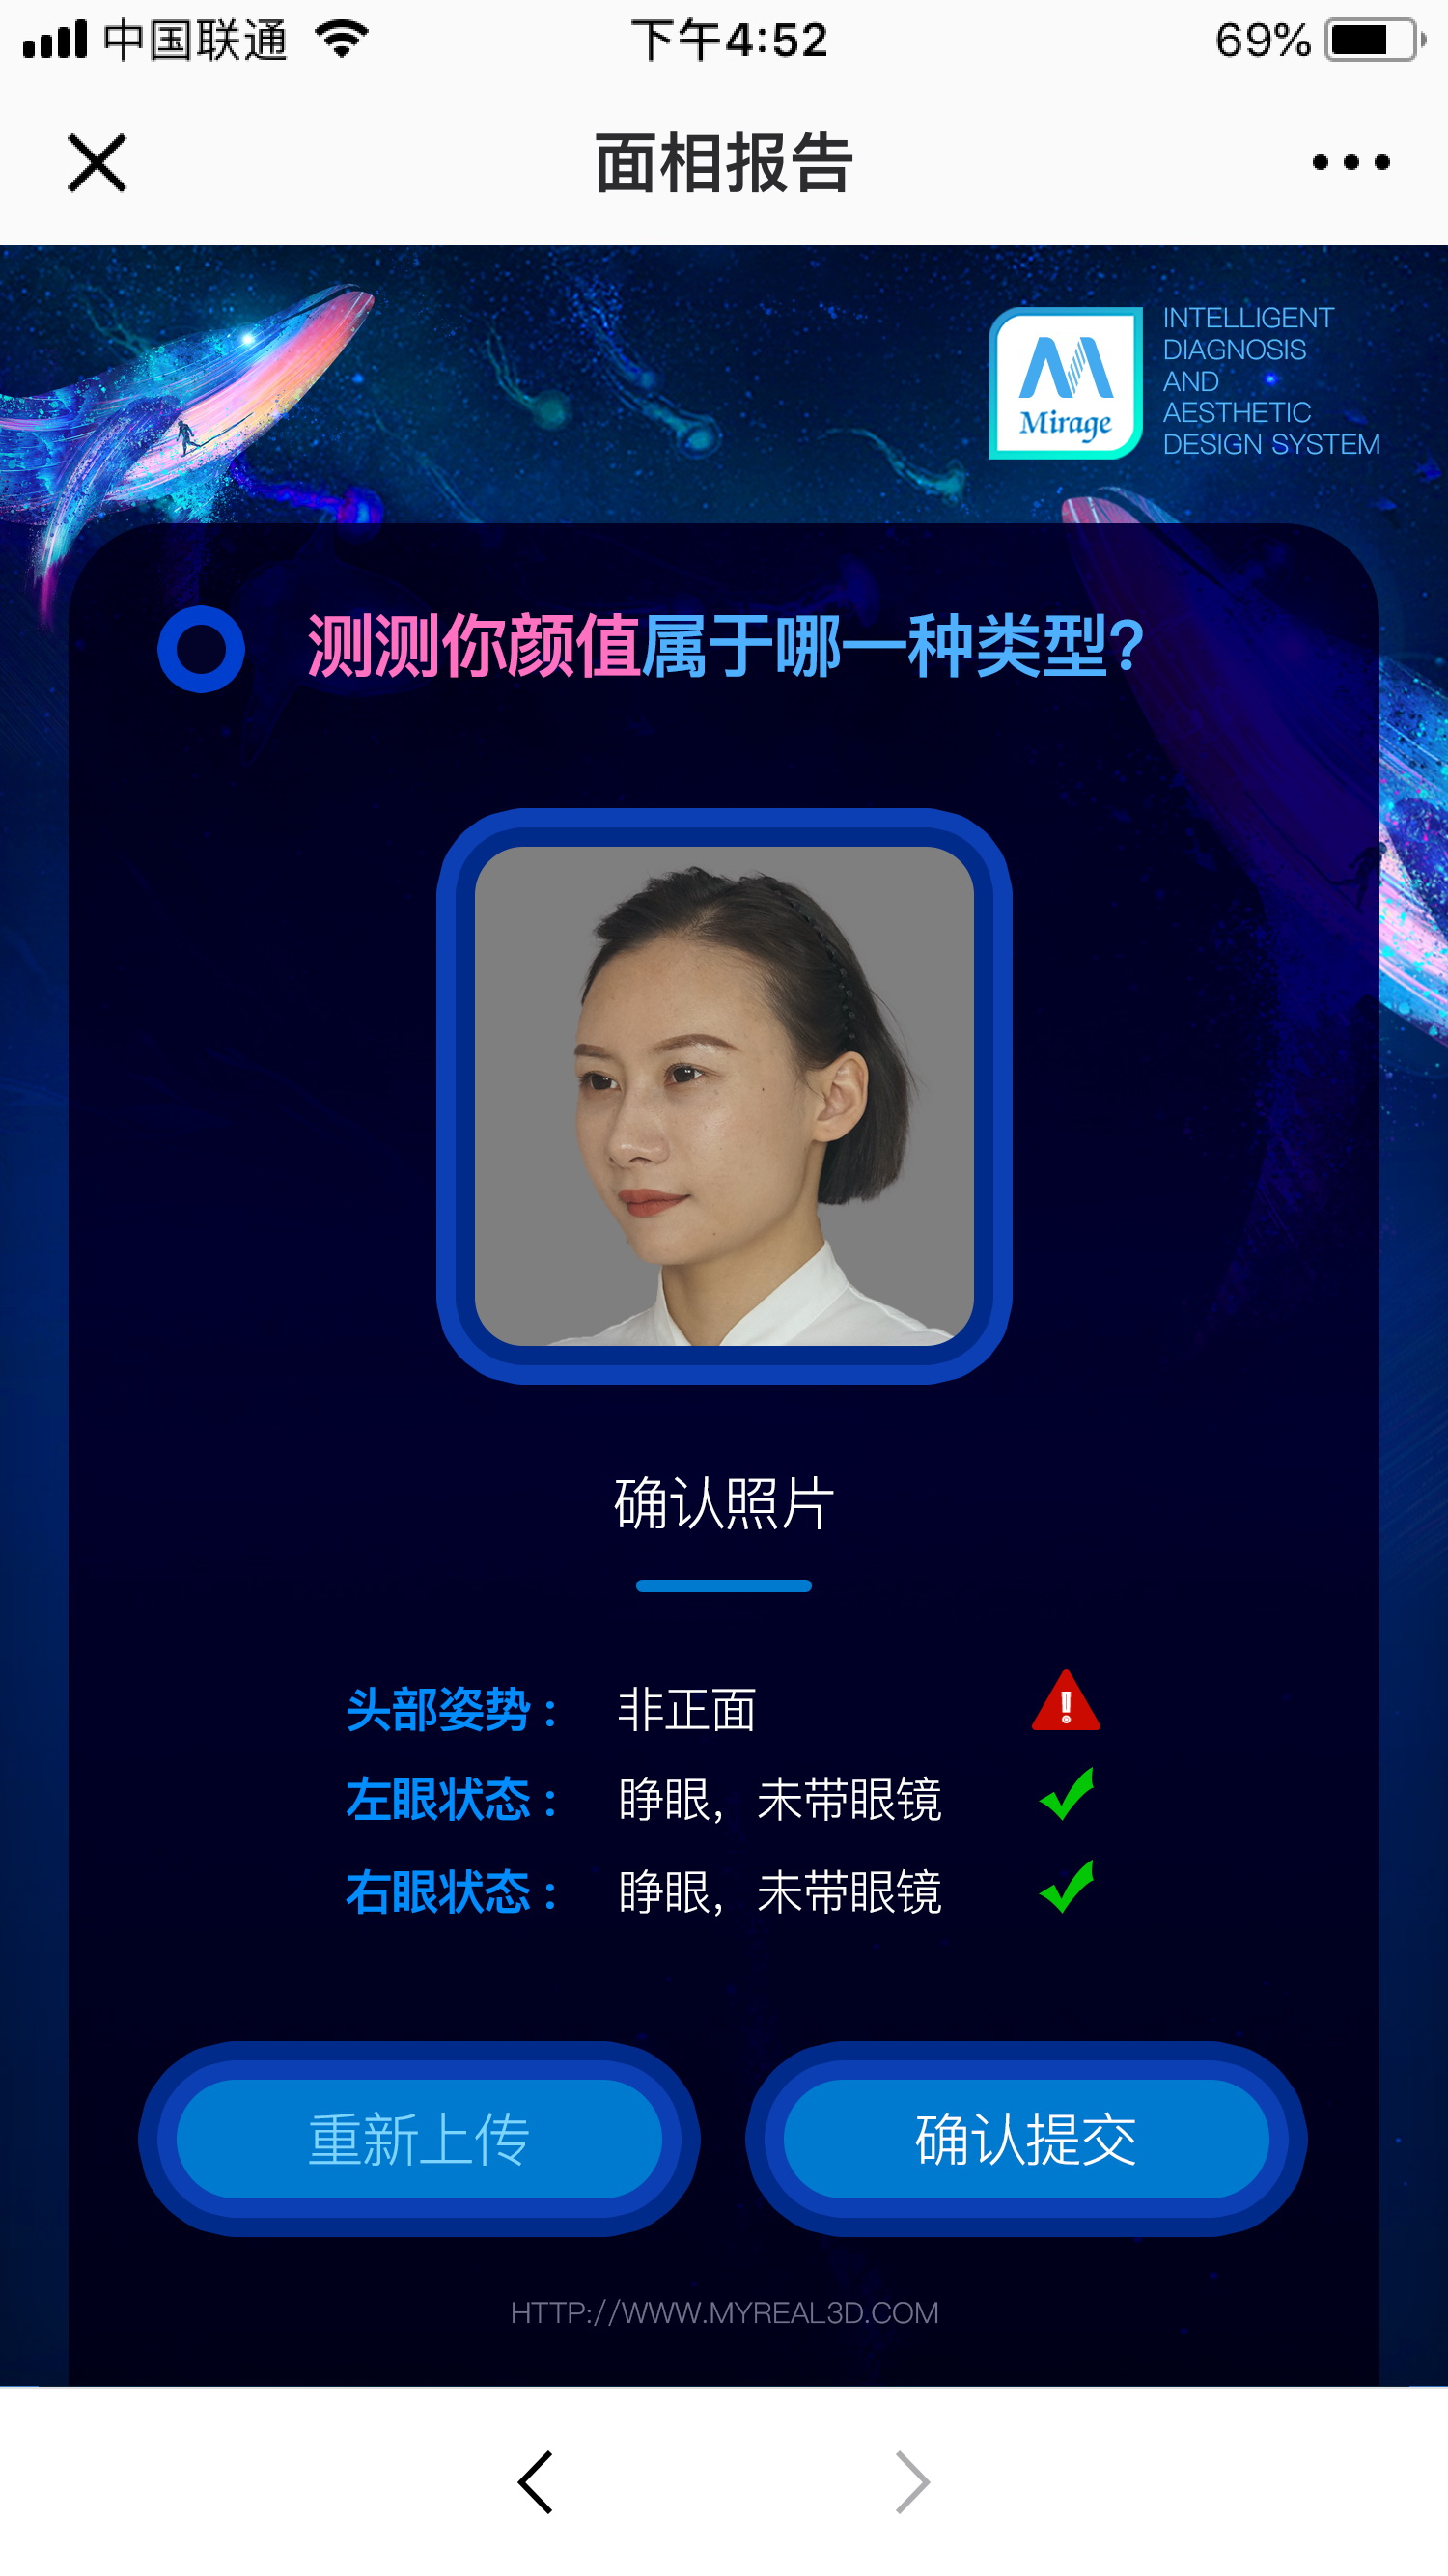 中国联通
下午4:52
69%
面相报告
Mirage
INTELLIGENT
DIAGNOSIS
AND
AESTHETIC
DESIGN SYSTEM
测测你颜值属于哪一种类型?
确认照片
头部姿势： 非正面
左眼状态： 睁眼，未带眼镜
右眼状态： 睁眼，未带眼镜
重新上传
确认提交
HTTP://WWW.MYREAL3D.COM